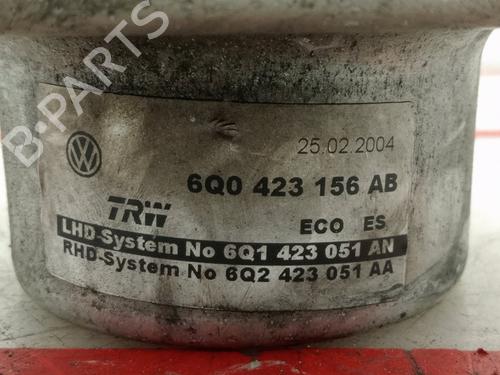 B-PARTS
25.02.2004
6Q0 423 156 AB
TRW
ECO ES
LHD-System No 6Q1 423 051 AN
RHD-System No 6Q2 423 051 AA
B-PARTS